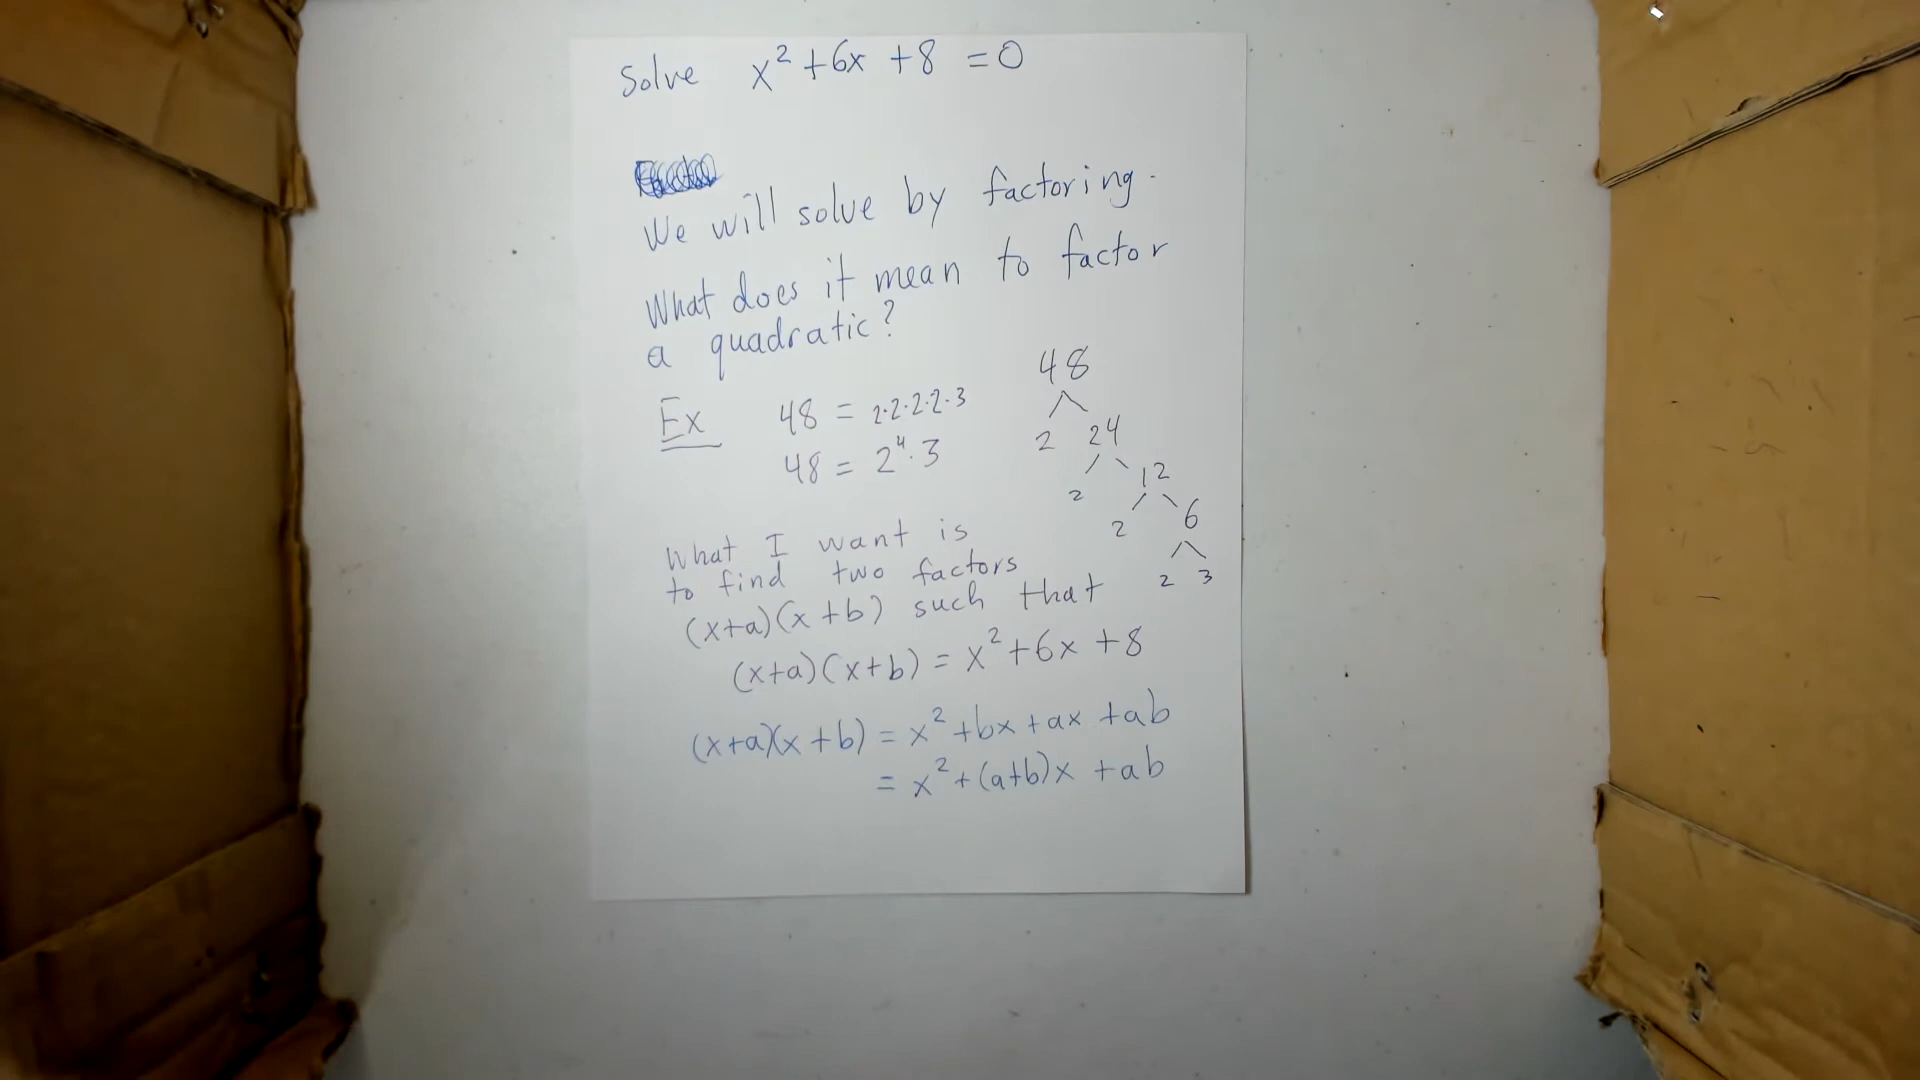 Solve x² + 6x + 8 = 0
We will solve by factoring.
What does it mean to factor
a quadratic?
48
Ex 48 = 2·2·2·2·3
2 24
48 = 2⁴·3
2 12
2 6
2 3
What I want is
to find two factors
(x+a)(x+b) such that
(x+a)(x+b) = x² + 6x + 8
(x+a)(x+b) = x² + bx + ax + ab
= x² + (a+b)x + ab